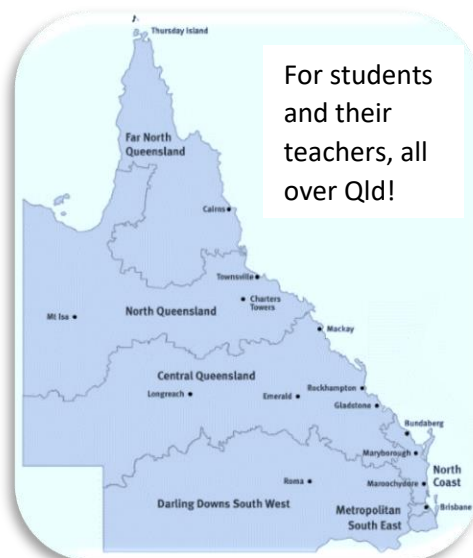 Thursday Island
For students
and their
teachers, all
over Qld!
Far North
Queensland
Cairns
Townsville
Charters
Towers
North Queensland
Mt Isa
Mackay
Central Queensland
Longreach
Emerald
Rockhampton
Gladstone
Bundaberg
Maryborough
North
Coast
Maroochydore
Roma
Darling Downs South West
Metropolitan
South East
Brisbane